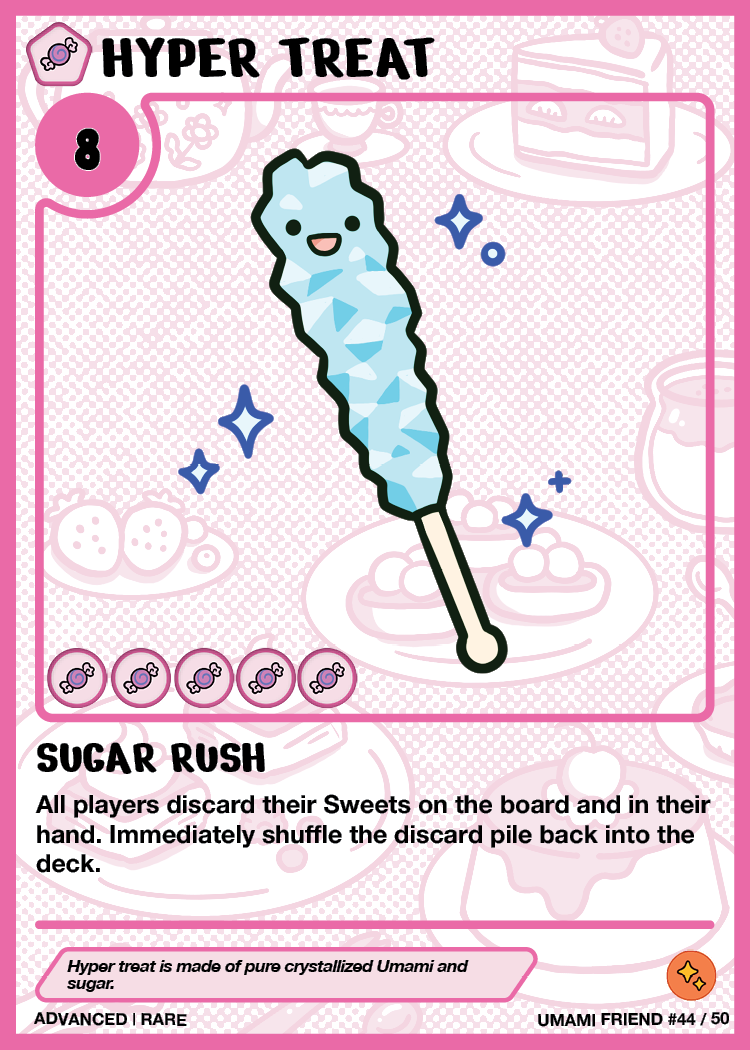 HYPER TREAT
8
SUGAR RUSH
All players discard their Sweets on the board and in their
hand. Immediately shuffle the discard pile back into the
deck.
Hyper treat is made of pure crystallized Umami and
sugar.
ADVANCED | RARE
UMAMI FRIEND #44 / 50